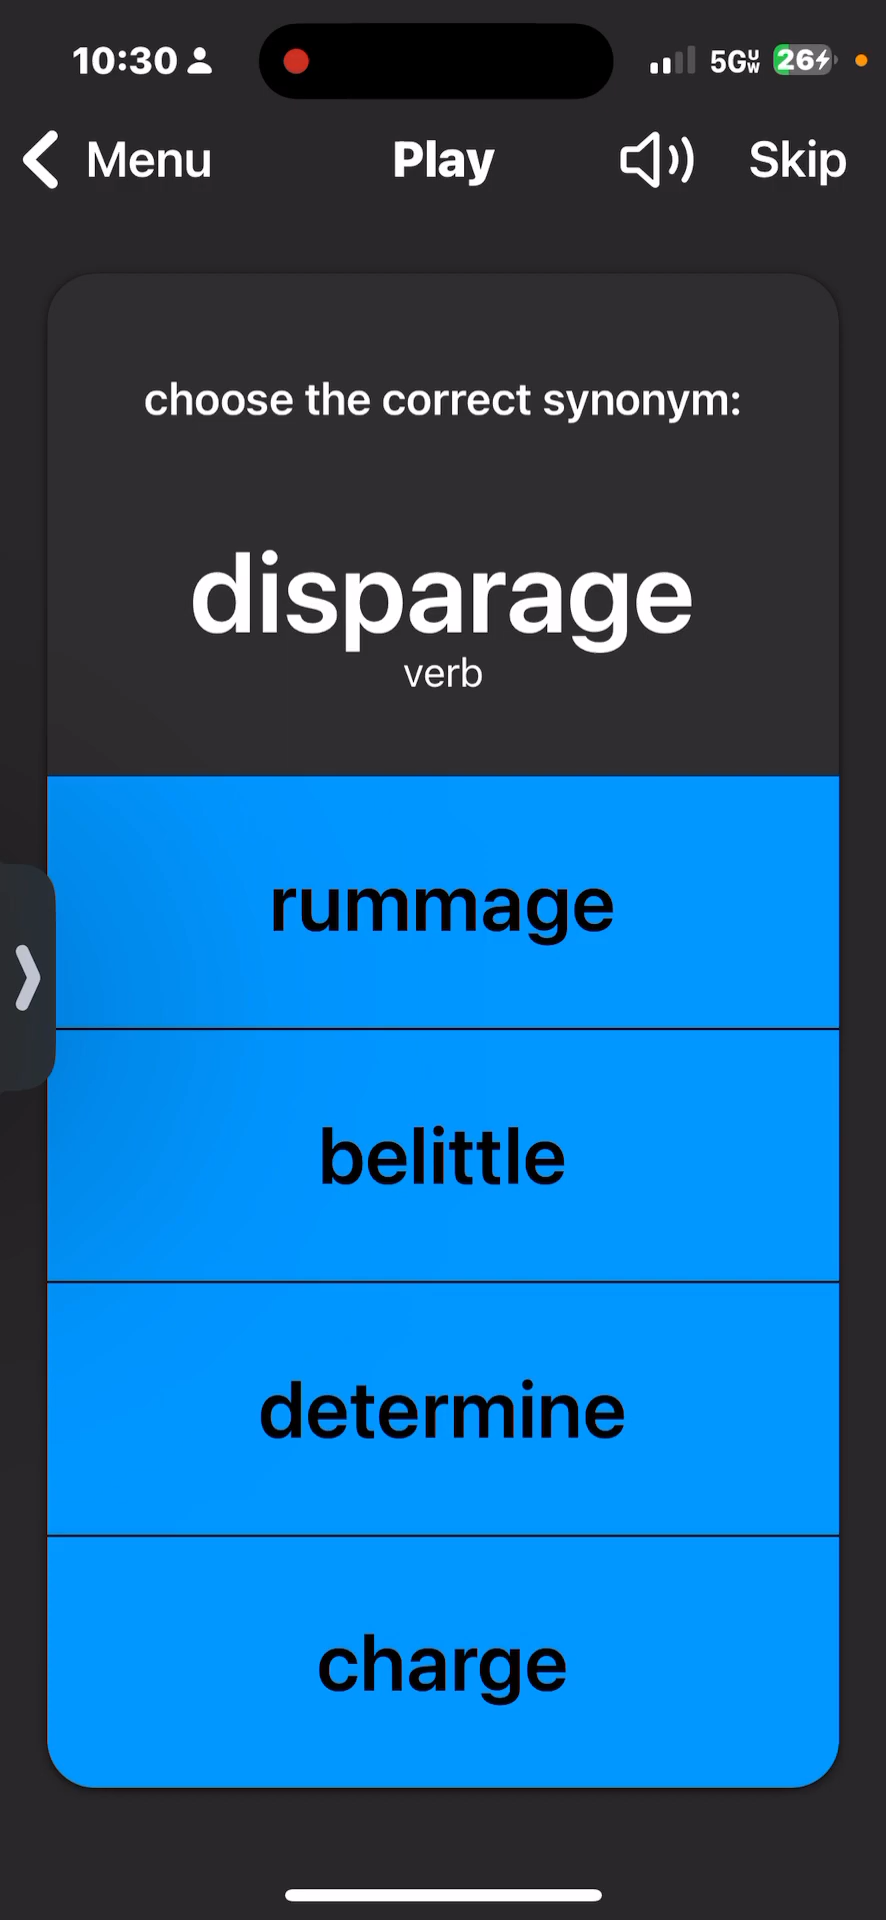 10:30 5G UW 26
Menu Play Skip
choose the correct synonym:
disparage
verb
rummage
belittle
determine
charge